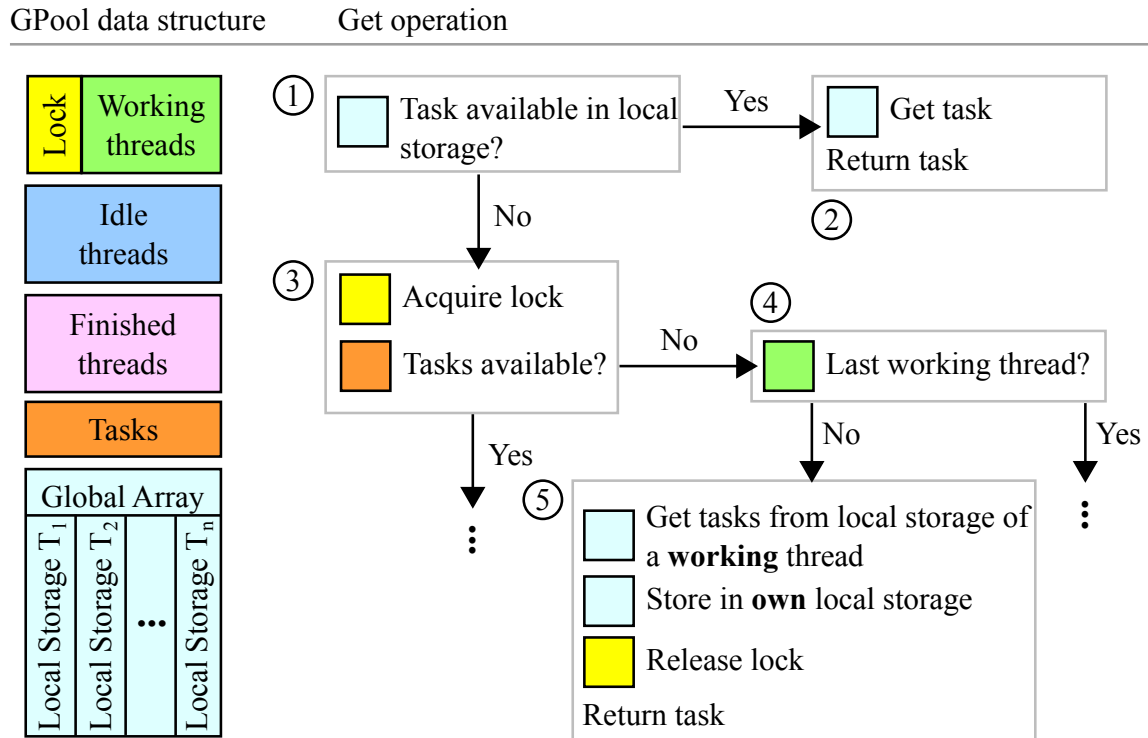 GPool data structure
Get operation
Lock
Working
threads
Idle
threads
Finished
threads
Tasks
Global Array
Local Storage T1
Local Storage T2
...
Local Storage Tn
1
Task available in local
storage?
Yes
Get task
Return task
2
No
3
Acquire lock
Tasks available?
No
4
Last working thread?
Yes
...
No
Yes
...
5
Get tasks from local storage of
a working thread
Store in own local storage
Release lock
Return task